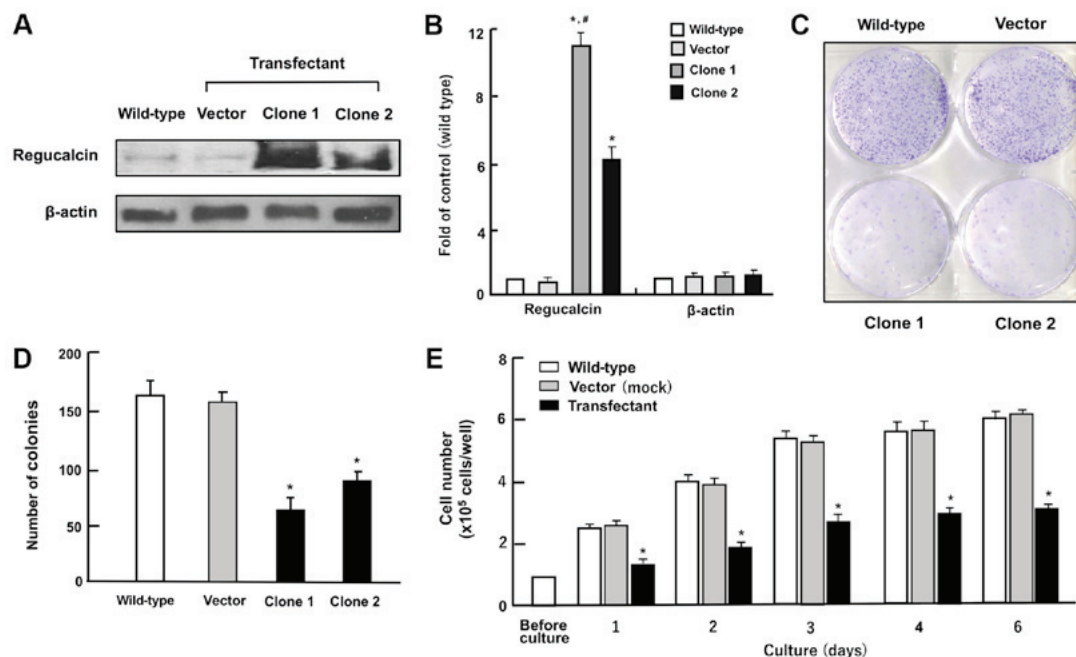 A
Transfectant
Wild-type Vector Clone 1 Clone 2
Regucalcin
β-actin
B
Fold of control (wild type)
12
9
6
3
0
*,#
*
Wild-type
Vector
Clone 1
Clone 2
Regucalcin β-actin
C
Wild-type Vector
Clone 1 Clone 2
D
Number of colonies
200
150
100
50
0
*
*
Wild-type Vector Clone 1 Clone 2
E
Cell number
(x10⁵ cells/well)
8
6
4
2
0
Wild-type
Vector (mock)
Transfectant
*
*
*
*
*
Before
culture
1 2 3 4 6
Culture (days)